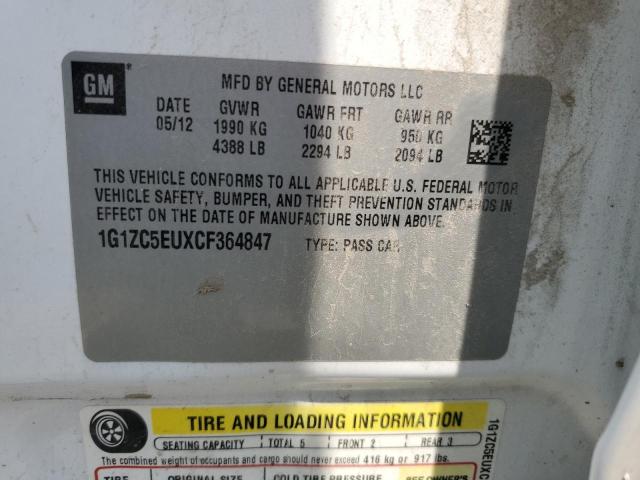 GM
MFD BY GENERAL MOTORS LLC
DATE GVWR GAWR FRT GAWR RR
05/12 1990 KG 1040 KG 950 KG
4388 LB 2294 LB 2094 LB
THIS VEHICLE CONFORMS TO ALL APPLICABLE U.S. FEDERAL MOTOR
VEHICLE SAFETY, BUMPER, AND THEFT PREVENTION STANDARDS IN
EFFECT ON THE DATE OF MANUFACTURE SHOWN ABOVE.
1G1ZC5EUXCF364847 TYPE: PASS CAR
TIRE AND LOADING INFORMATION
SEATING CAPACITY TOTAL 5 FRONT 2 REAR 3
The combined weight of occupants and cargo should never exceed 416 kg or 917 lbs.
TIRE ORIGINAL SIZE COLD TIRE PRESSURE SEE OWNER'S
1G1ZC5EUXC